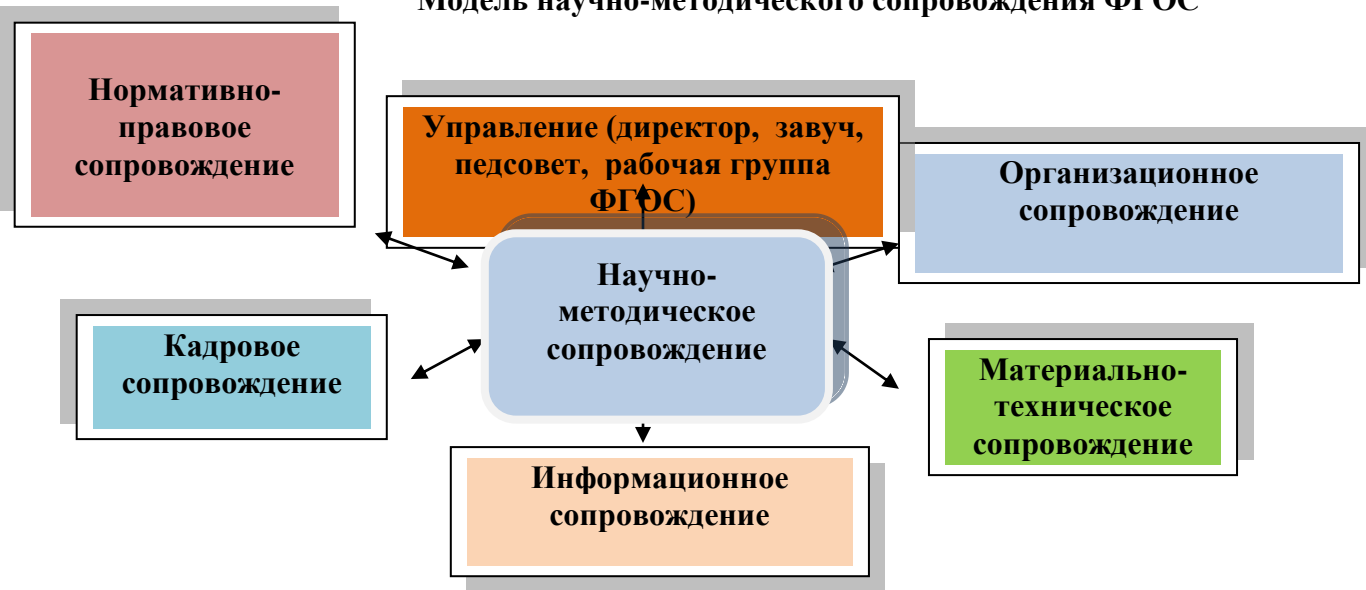 Модель научно-методического сопровождения ФГОС
Нормативно-
правовое
сопровождение
Управление (директор, завуч,
педсовет, рабочая группа
ФГОС)
Организационное
сопровождение
Научно-
методическое
сопровождение
Кадровое
сопровождение
Материально-
техническое
сопровождение
Информационное
сопровождение